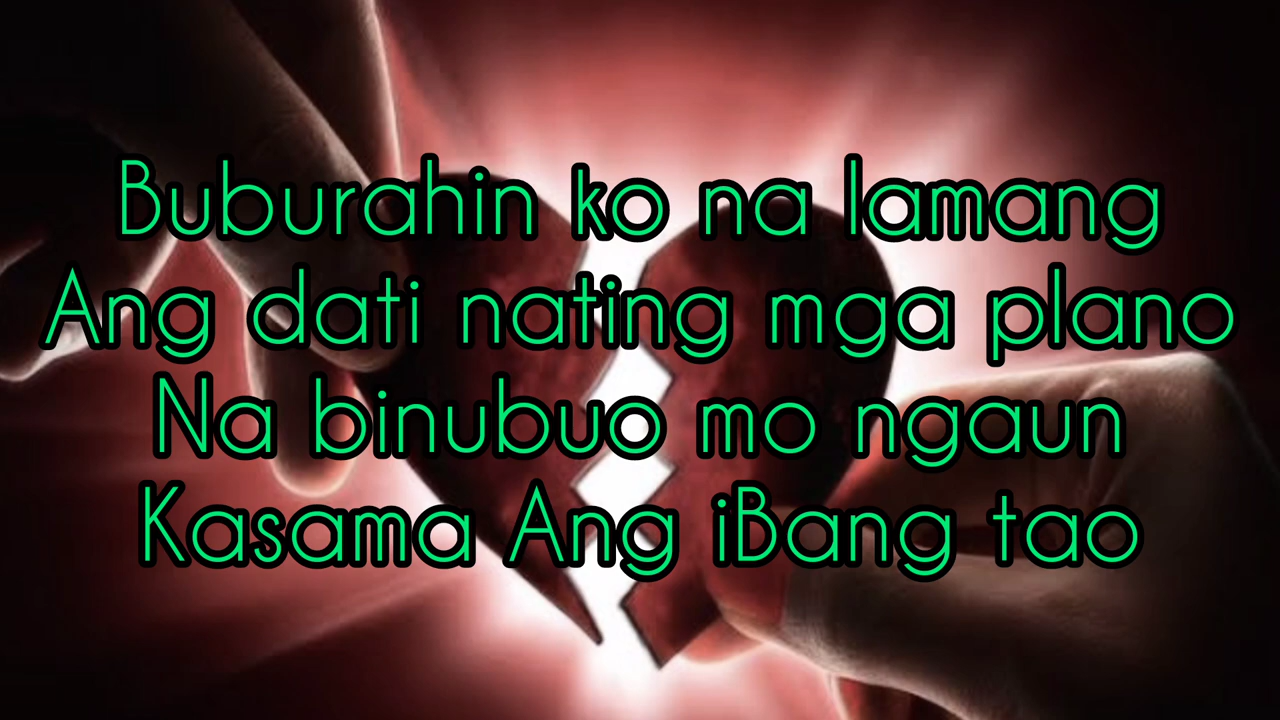 Buburahin ko na lamang
Ang dati nating mga plano
Na binubuo mo ngaun
Kasama Ang iBang tao